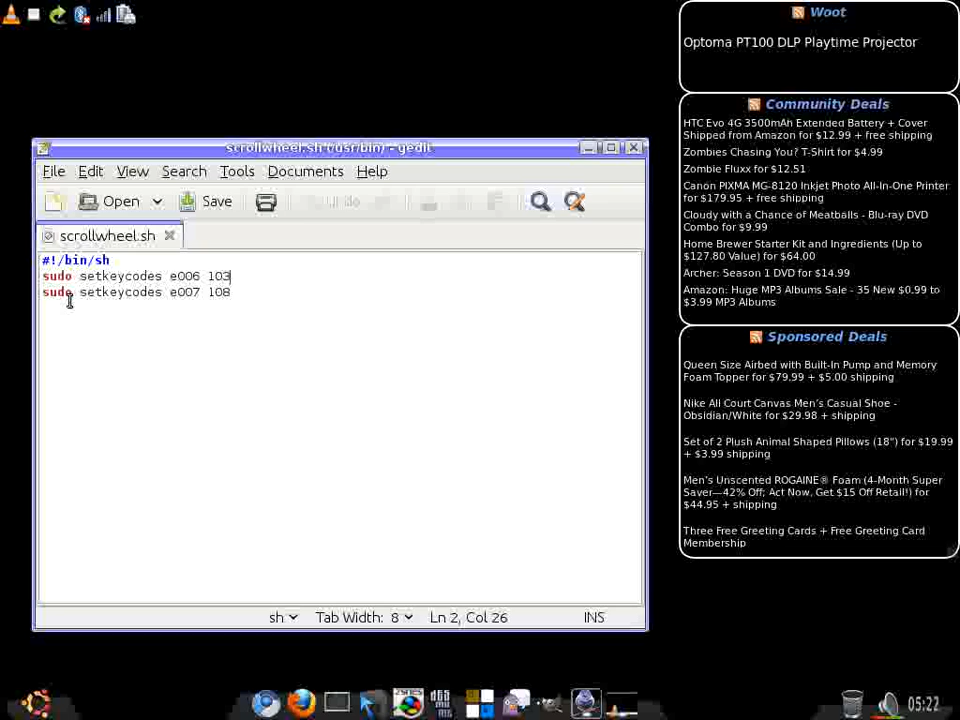 Woot
Optoma PT100 DLP Playtime Projector
Community Deals
HTC Evo 4G 3500mAh Extended Battery + Cover
Shipped from Amazon for $12.99 + free shipping
Zombies Chasing You? T-Shirt for $4.99
Zombie Fluxx for $12.51
Canon PIXMA MG-8120 Inkjet Photo All-In-One Printer
for $179.95 + free shipping
Cloudy with a Chance of Meatballs - Blu-ray DVD
Combo for $9.99
Home Brewer Starter Kit and Ingredients (Up to
$127.80 Value) for $64.00
Archer: Season 1 DVD for $14.99
Amazon: Huge MP3 Albums Sale - 35 New $0.99 to
$3.99 MP3 Albums
Sponsored Deals
Queen Size Airbed with Built-In Pump and Memory
Foam Topper for $79.99 + $5.00 shipping
Nike All Court Canvas Men's Casual Shoe -
Obsidian/White for $29.98 + shipping
Set of 2 Plush Animal Shaped Pillows (18") for $19.99
+ $3.99 shipping
Men's Unscented ROGAINE® Foam (4-Month Super
Saver—42% Off; Act Now, Get $15 Off Retail!) for
$44.95 + shipping
Three Free Greeting Cards + Free Greeting Card
Membership
scrollwheel.sh (/usr/bin) - gedit
File Edit View Search Tools Documents Help
Open Save Undo
scrollwheel.sh
#!/bin/sh
sudo setkeycodes e006 103
sudo setkeycodes e007 108
sh Tab Width: 8 Ln 2, Col 26 INS
05:22